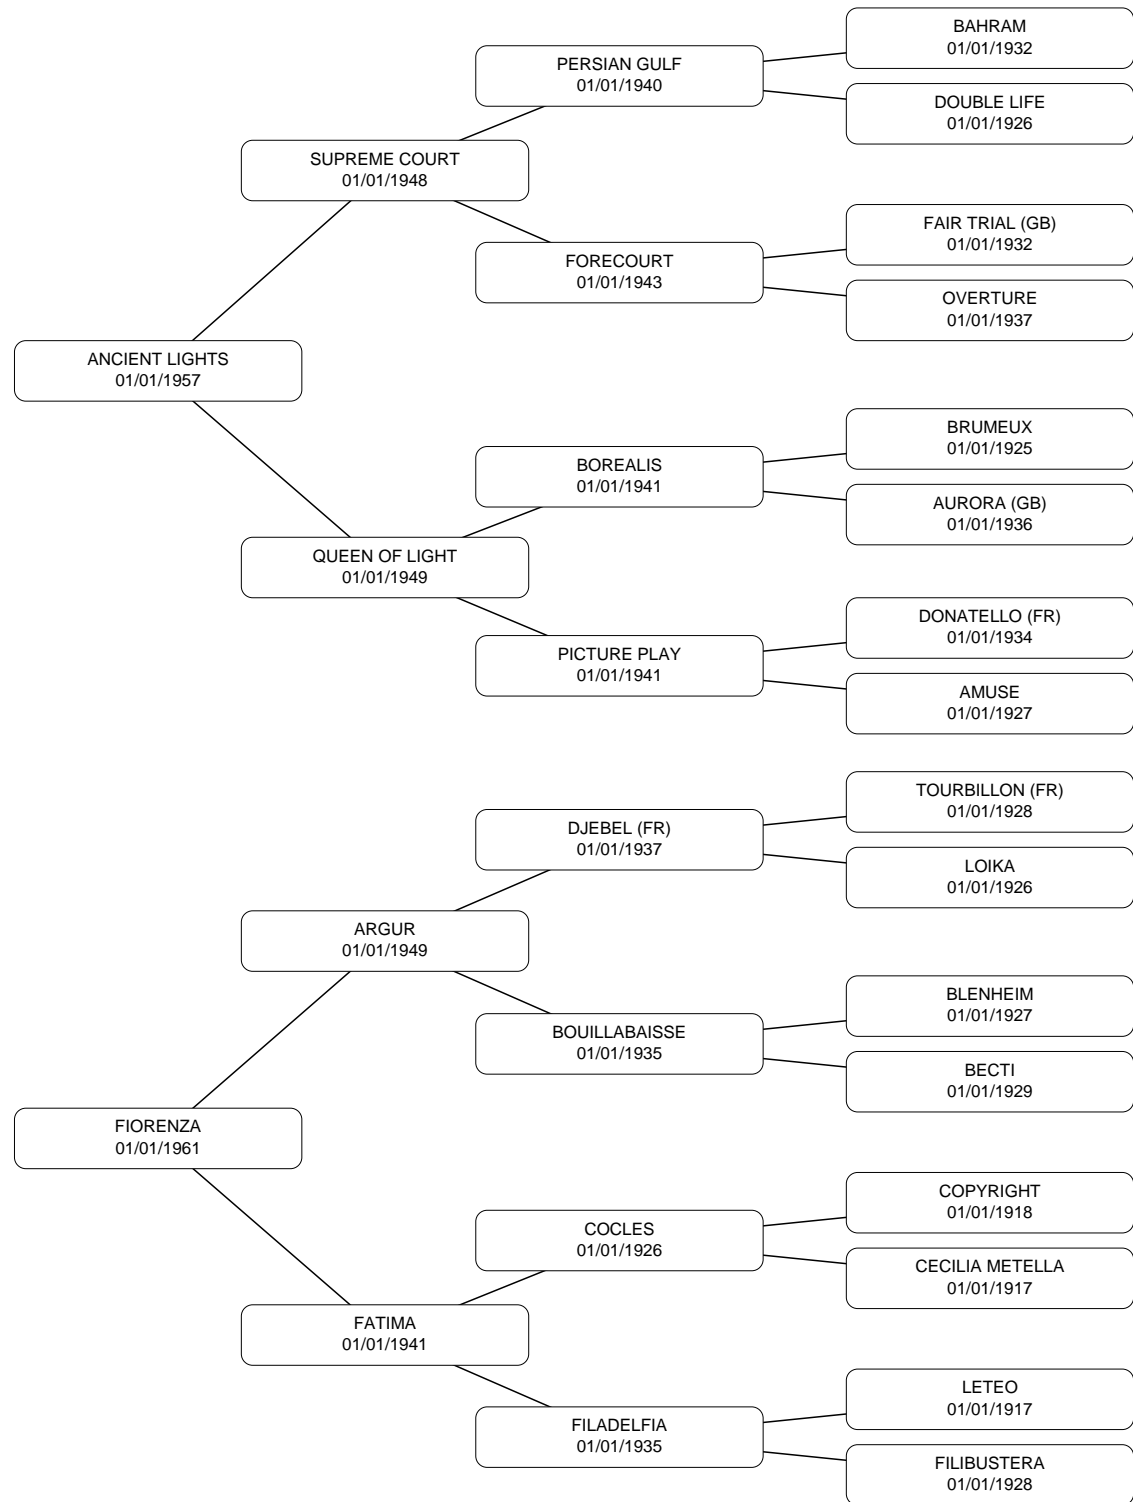 BAHRAM
01/01/1932
PERSIAN GULF
01/01/1940
DOUBLE LIFE
01/01/1926
SUPREME COURT
01/01/1948
FAIR TRIAL (GB)
01/01/1932
FORECOURT
01/01/1943
OVERTURE
01/01/1937
ANCIENT LIGHTS
01/01/1957
BRUMEUX
01/01/1925
BOREALIS
01/01/1941
AURORA (GB)
01/01/1936
QUEEN OF LIGHT
01/01/1949
DONATELLO (FR)
01/01/1934
PICTURE PLAY
01/01/1941
AMUSE
01/01/1927
TOURBILLON (FR)
01/01/1928
DJEBEL (FR)
01/01/1937
LOIKA
01/01/1926
ARGUR
01/01/1949
BLENHEIM
01/01/1927
BOUILLABAISSE
01/01/1935
BECTI
01/01/1929
FIORENZA
01/01/1961
COPYRIGHT
01/01/1918
COCLES
01/01/1926
CECILIA METELLA
01/01/1917
FATIMA
01/01/1941
LETEO
01/01/1917
FILADELFIA
01/01/1935
FILIBUSTERA
01/01/1928